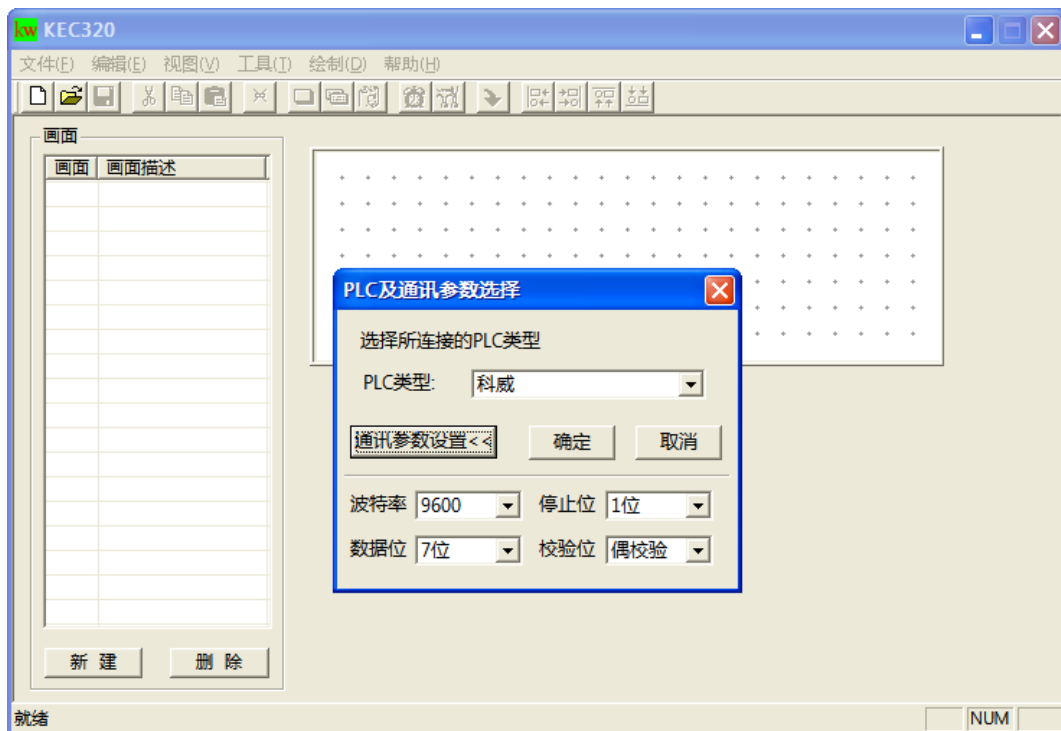 kw KEC320
文件(F) 编辑(E) 视图(V) 工具(T) 绘制(D) 帮助(H)
画面
画面 画面描述
PLC及通讯参数选择
选择所连接的PLC类型
PLC类型: 科威
通讯参数设置<< 确定 取消
波特率 9600 停止位 1位
数据位 7位 校验位 偶校验
新 建 删 除
就绪 NUM